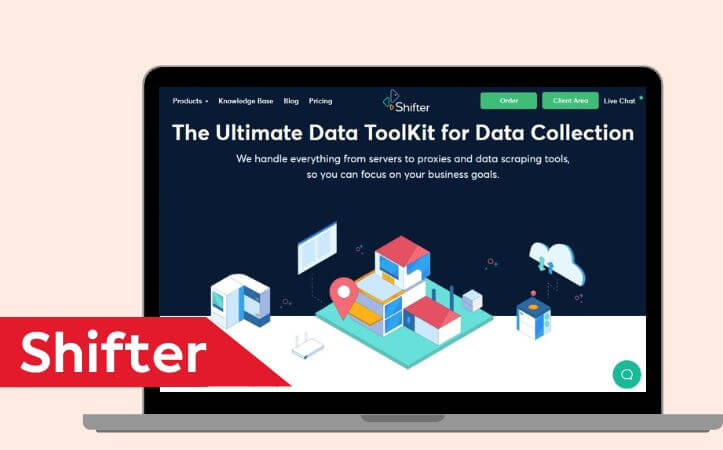 Products Knowledge Base Blog Pricing Shifter Order Client Area Live Chat
The Ultimate Data ToolKit for Data Collection
We handle everything from servers to proxies and data scraping tools,
so you can focus on your business goals.
Shifter